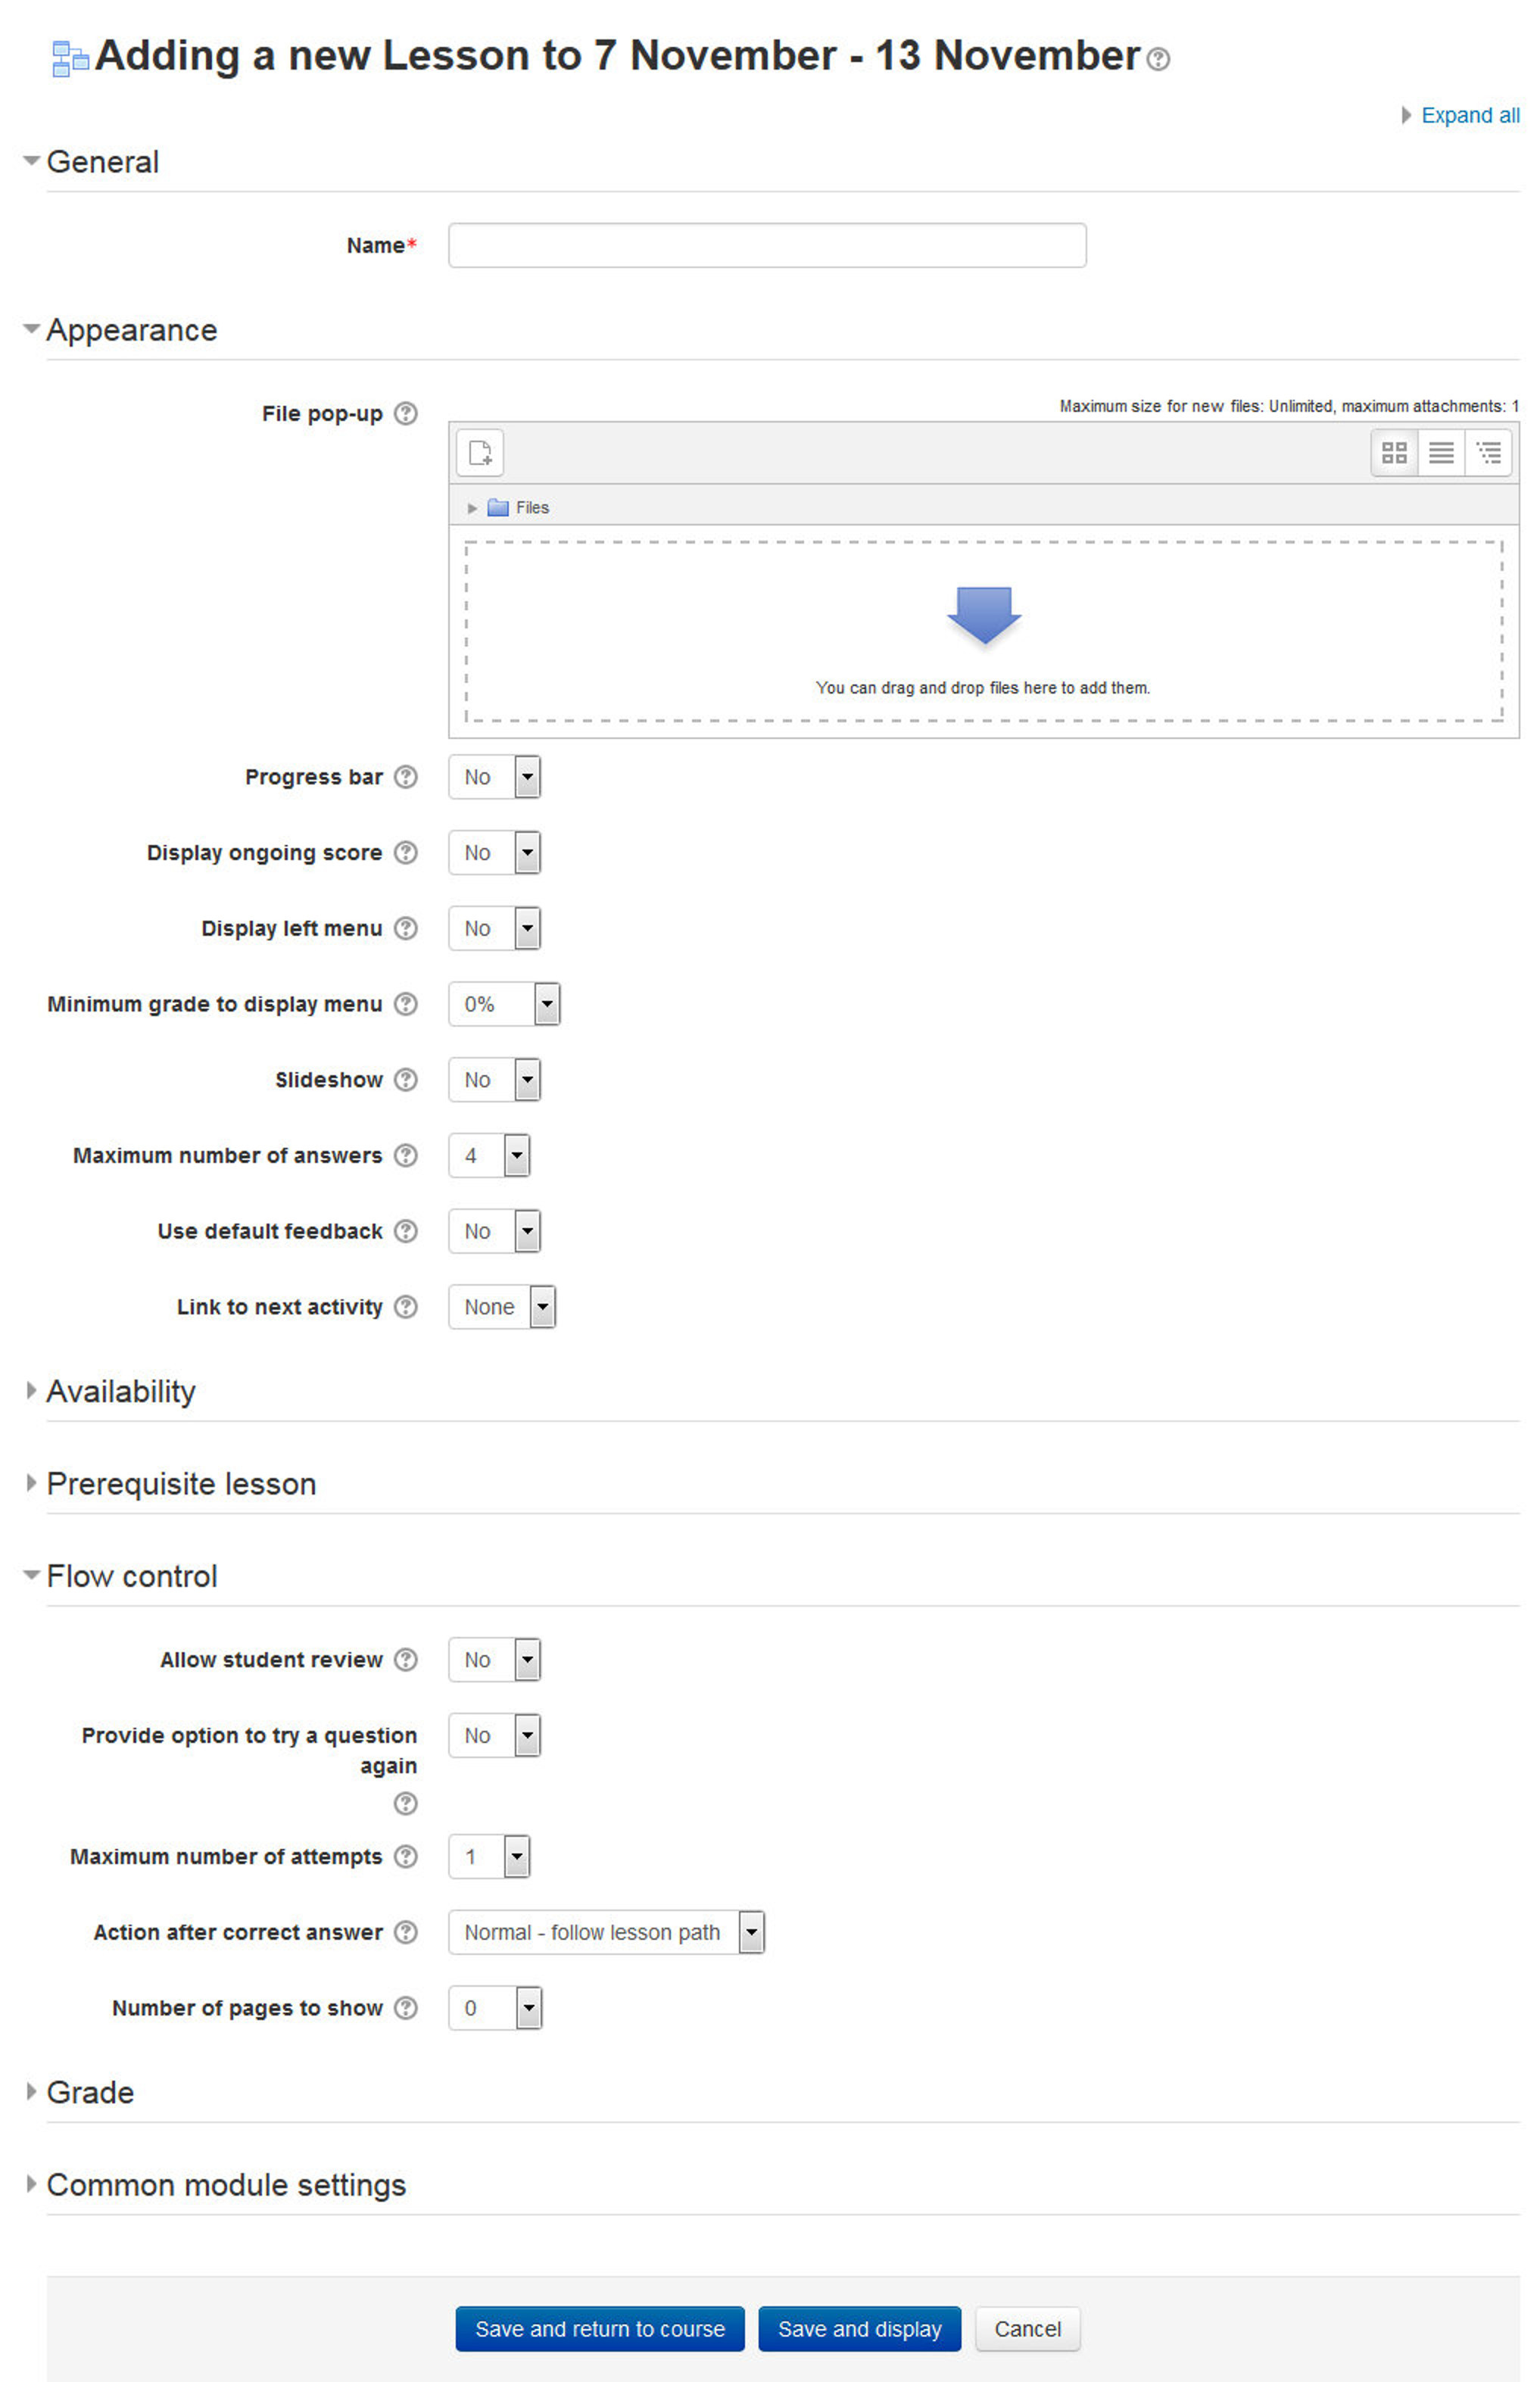 Adding a new Lesson to 7 November - 13 November
Expand all
General
Name*
Appearance
File pop-up
Maximum size for new files: Unlimited, maximum attachments: 1
Files
You can drag and drop files here to add them.
Progress bar No
Display ongoing score No
Display left menu No
Minimum grade to display menu 0%
Slideshow No
Maximum number of answers 4
Use default feedback No
Link to next activity None
Availability
Prerequisite lesson
Flow control
Allow student review No
Provide option to try a question No
again
Maximum number of attempts 1
Action after correct answer Normal - follow lesson path
Number of pages to show 0
Grade
Common module settings
Save and return to course Save and display Cancel